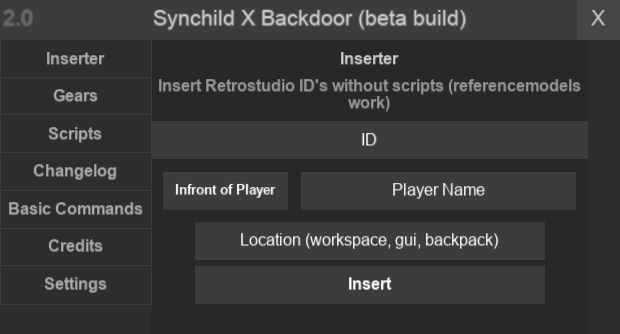 2.0
Synchild X Backdoor (beta build)
X
Inserter
Gears
Scripts
Changelog
Basic Commands
Credits
Settings
Inserter
Insert Retrostudio ID's without scripts (referencemodels
work)
ID
Infront of Player
Player Name
Location (workspace, gui, backpack)
Insert